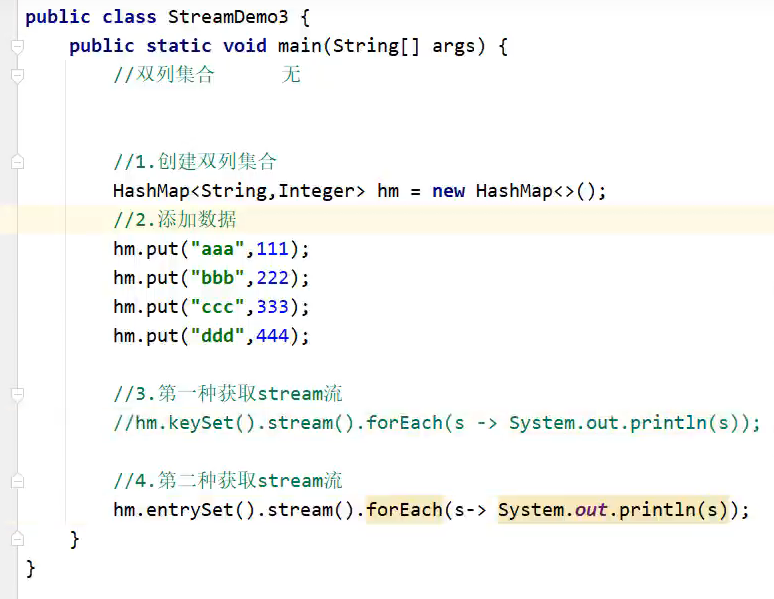 public class StreamDemo3 {
public static void main(String[] args) {
//双列集合 无
//1.创建双列集合
HashMap<String,Integer> hm = new HashMap<>();
//2.添加数据
hm.put("aaa",111);
hm.put("bbb",222);
hm.put("ccc",333);
hm.put("ddd",444);
//3.第一种获取stream流
//hm.keySet().stream().forEach(s -> System.out.println(s));
//4.第二种获取stream流
hm.entrySet().stream().forEach(s-> System.out.println(s));
}
}